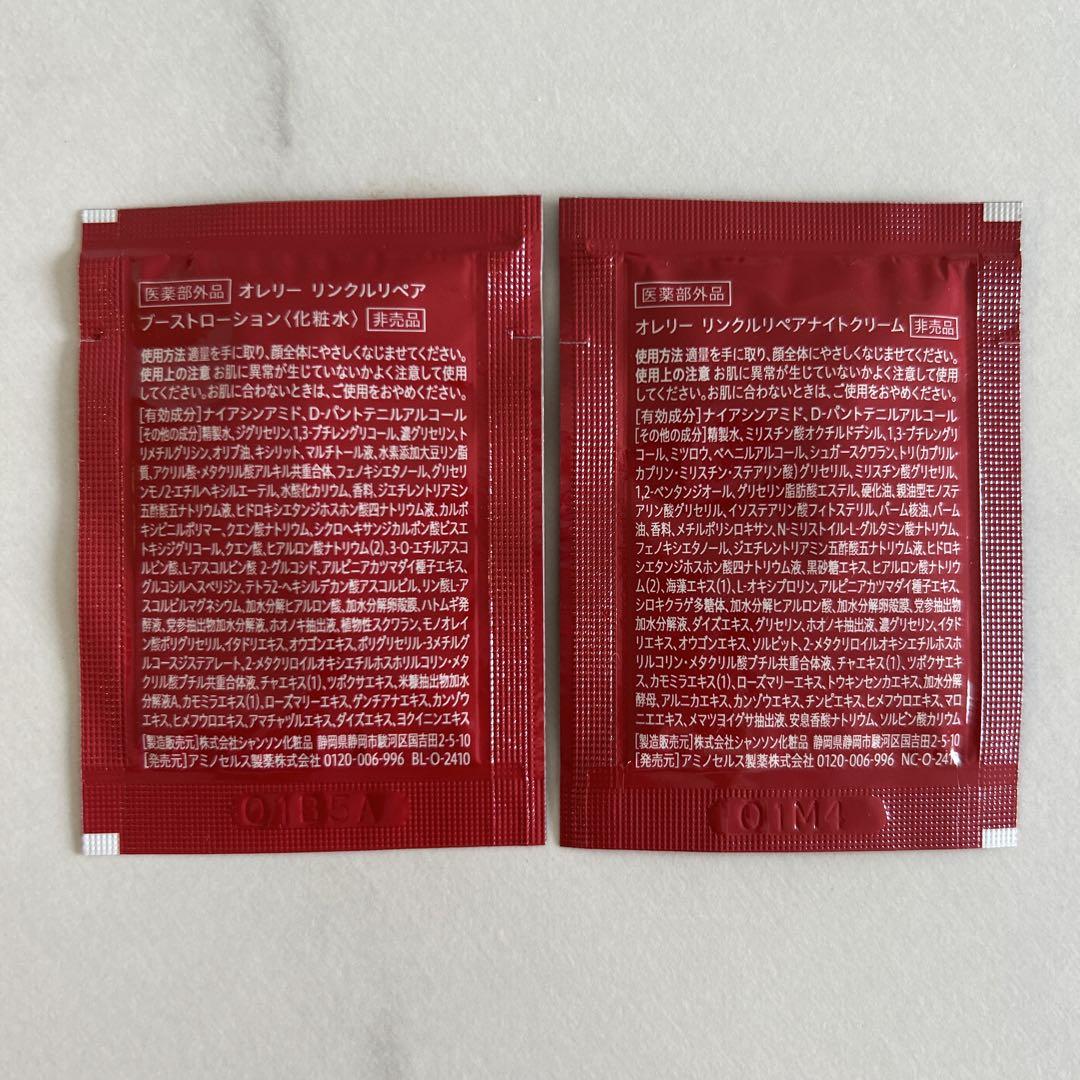 医薬部外品 オレリー リンクルリペア
ブーストローション〈化粧水〉 非売品
使用方法 適量を手に取り、顔全体にやさしくなじませてください。
使用上の注意 お肌に異常が生じていないかよく注意して使用
してください。お肌に合わないときは、ご使用をおやめください。
[有効成分]ナイアシンアミド、D-パントテニルアルコール
[その他の成分]精製水、ジグリセリン、1,3-ブチレングリコール、濃グリセリン、ト
リメチルグリシン、オリブ油、キシリット、マルチトール液、水素添加大豆リン脂
質、アクリル酸・メタクリル酸アルキル共重合体、フェノキシエタノール、グリセリ
ンモノ2-エチルヘキシルエーテル、水酸化カリウム、香料、ジエチレントリアミン
五酢酸五ナトリウム液、ヒドロキシエタンジホスホン酸四ナトリウム液、カルボ
キシビニルポリマー、クエン酸ナトリウム、シクロヘキサンジカルボン酸ビスエ
トキシジグリコール、クエン酸、ヒアルロン酸ナトリウム(2)、3-O-エチルアスコ
ルビン酸、L-アスコルビン酸 2-グルコシド、アルピニアカツマダイ種子エキス、
グルコシルヘスペリジン、テトラ2-ヘキシルデカン酸アスコルビル、リン酸L-ア
スコルビルマグネシウム、加水分解ヒアルロン酸、加水分解卵殻膜、ハトムギ発
酵液、党参抽出物加水分解液、ホオノキ抽出液、植物性スクワラン、モノオレイ
ン酸ポリグリセリル、イタドリエキス、オウゴンエキス、ポリグリセリル-3メチルグ
ルコースジステアレート、2-メタクリロイルオキシエチルホスホリルコリン・メタ
クリル酸ブチル共重合体液、チャエキス(1)、ツボクサエキス、米糠抽出物加水
分解液A、カモミラエキス(1)、ローズマリーエキス、ゲンチアナエキス、カンゾウ
エキス、ヒメフウロエキス、アマチャヅルエキス、ダイズエキス、ヨクイニンエキス
[製造販売元]株式会社シャンソン化粧品 静岡県静岡市駿河区国吉田2-5-10
[発売元]アミノセルス製薬株式会社 0120-006-996 BL-O-2410
01B5A
医薬部外品
オレリー リンクルリペアナイトクリーム 非売品
使用方法 適量を手に取り、顔全体にやさしくなじませてください。
使用上の注意 お肌に異常が生じていないかよく注意して使用
してください。お肌に合わないときは、ご使用をおやめください。
[有効成分]ナイアシンアミド、D-パントテニルアルコール
[その他の成分]精製水、ミリスチン酸オクチルドデシル、1,3-ブチレングリ
コール、ミツロウ、ベヘニルアルコール、シュガースクワラン、トリ(カプリル・
カプリン・ミリスチン・ステアリン酸)グリセリル、ミリスチン酸グリセリル、
1,2-ペンタンジオール、グリセリン脂肪酸エステル、硬化油、親油型モノステ
アリン酸グリセリル、イソステアリン酸フィトステリル、パーム核油、パーム
油、香料、メチルポリシロキサン、N-ミリストイル-L-グルタミン酸ナトリウム、
フェノキシエタノール、ジエチレントリアミン五酢酸五ナトリウム液、ヒドロキ
シエタンジホスホン酸四ナトリウム液、黒砂糖エキス、ヒアルロン酸ナトリウ
ム(2)、海藻エキス(1)、L-オキシプロリン、アルピニアカツマダイ種子エキス、
シロキクラゲ多糖体、加水分解ヒアルロン酸、加水分解卵殻膜、党参抽出物
加水分解液、ダイズエキス、グリセリン、ホオノキ抽出液、濃グリセリン、イタド
リエキス、オウゴンエキス、ソルビット、2-メタクリロイルオキシエチルホスホ
リルコリン・メタクリル酸ブチル共重合体液、チャエキス(1)、ツボクサエキ
ス、カモミラエキス(1)、ローズマリーエキス、トウキンセンカエキス、加水分解
酵母、アルニカエキス、カンゾウエキス、チンピエキス、ヒメフウロエキス、マロ
ニエエキス、メマツヨイグサ抽出液、安息香酸ナトリウム、ソルビン酸カリウム
[製造販売元]株式会社シャンソン化粧品 静岡県静岡市駿河区国吉田2-5-10
[発売元]アミノセルス製薬株式会社 0120-006-996 NC-O-241
01M4